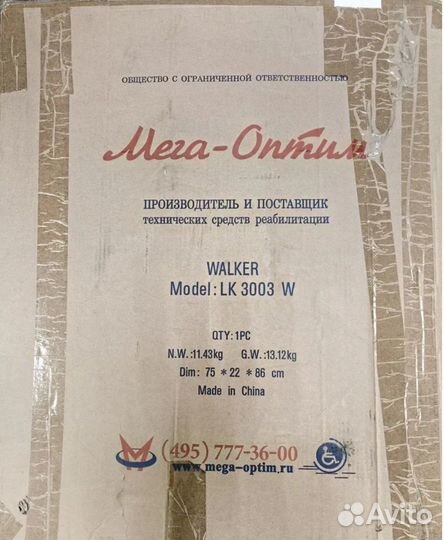 ОБЩЕСТВО С ОГРАНИЧЕННОЙ ОТВЕТСТВЕННОСТЬЮ
Мега-Оптим
ПРОИЗВОДИТЕЛЬ И ПОСТАВЩИК
технических средств реабилитации
WALKER
Model: LK 3003 W
QTY: 1PC
N.W.:11.43kg G.W.:13.12kg
Dim: 75 * 22 * 86 cm
Made in China
(495) 777-36-00
www.mega-optim.ru
Avito